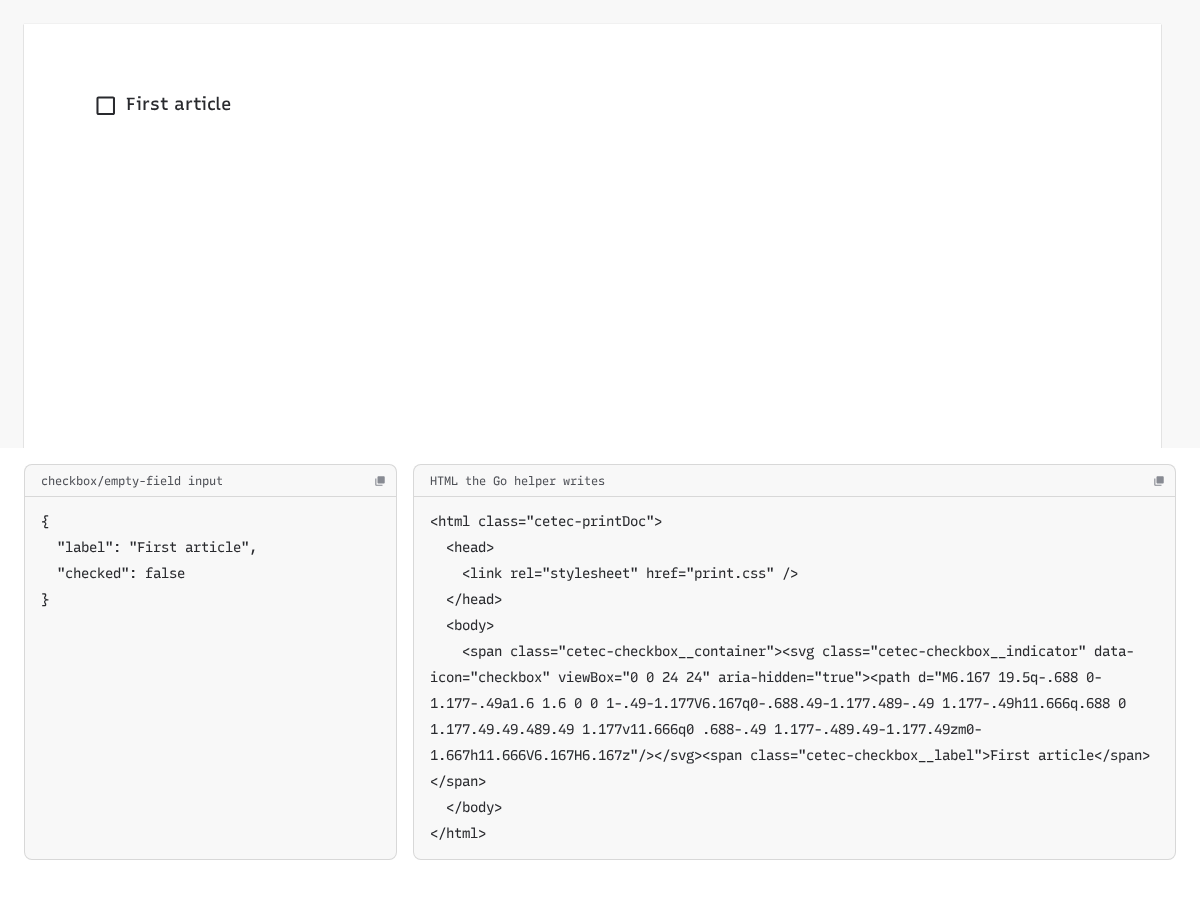 First article
checkbox/empty-field input
{
  "label": "First article",
  "checked": false
}
HTML the Go helper writes
<html class="cetec-printDoc">
  <head>
    <link rel="stylesheet" href="print.css" />
  </head>
  <body>
    <span class="cetec-checkbox__container"><svg class="cetec-checkbox__indicator" data-
icon="checkbox" viewBox="0 0 24 24" aria-hidden="true"><path d="M6.167 19.5q-.688 0-
1.177-.49a1.6 1.6 0 0 1-.49-1.177V6.167q0-.688.49-1.177.489-.49 1.177-.49h11.666q.688 0
1.177.49.49.489.49 1.177v11.666q0 .688-.49 1.177-.489.49-1.177.49zm0-
1.667h11.666V6.167H6.167z"/></svg><span class="cetec-checkbox__label">First article</span>
</span>
  </body>
</html>